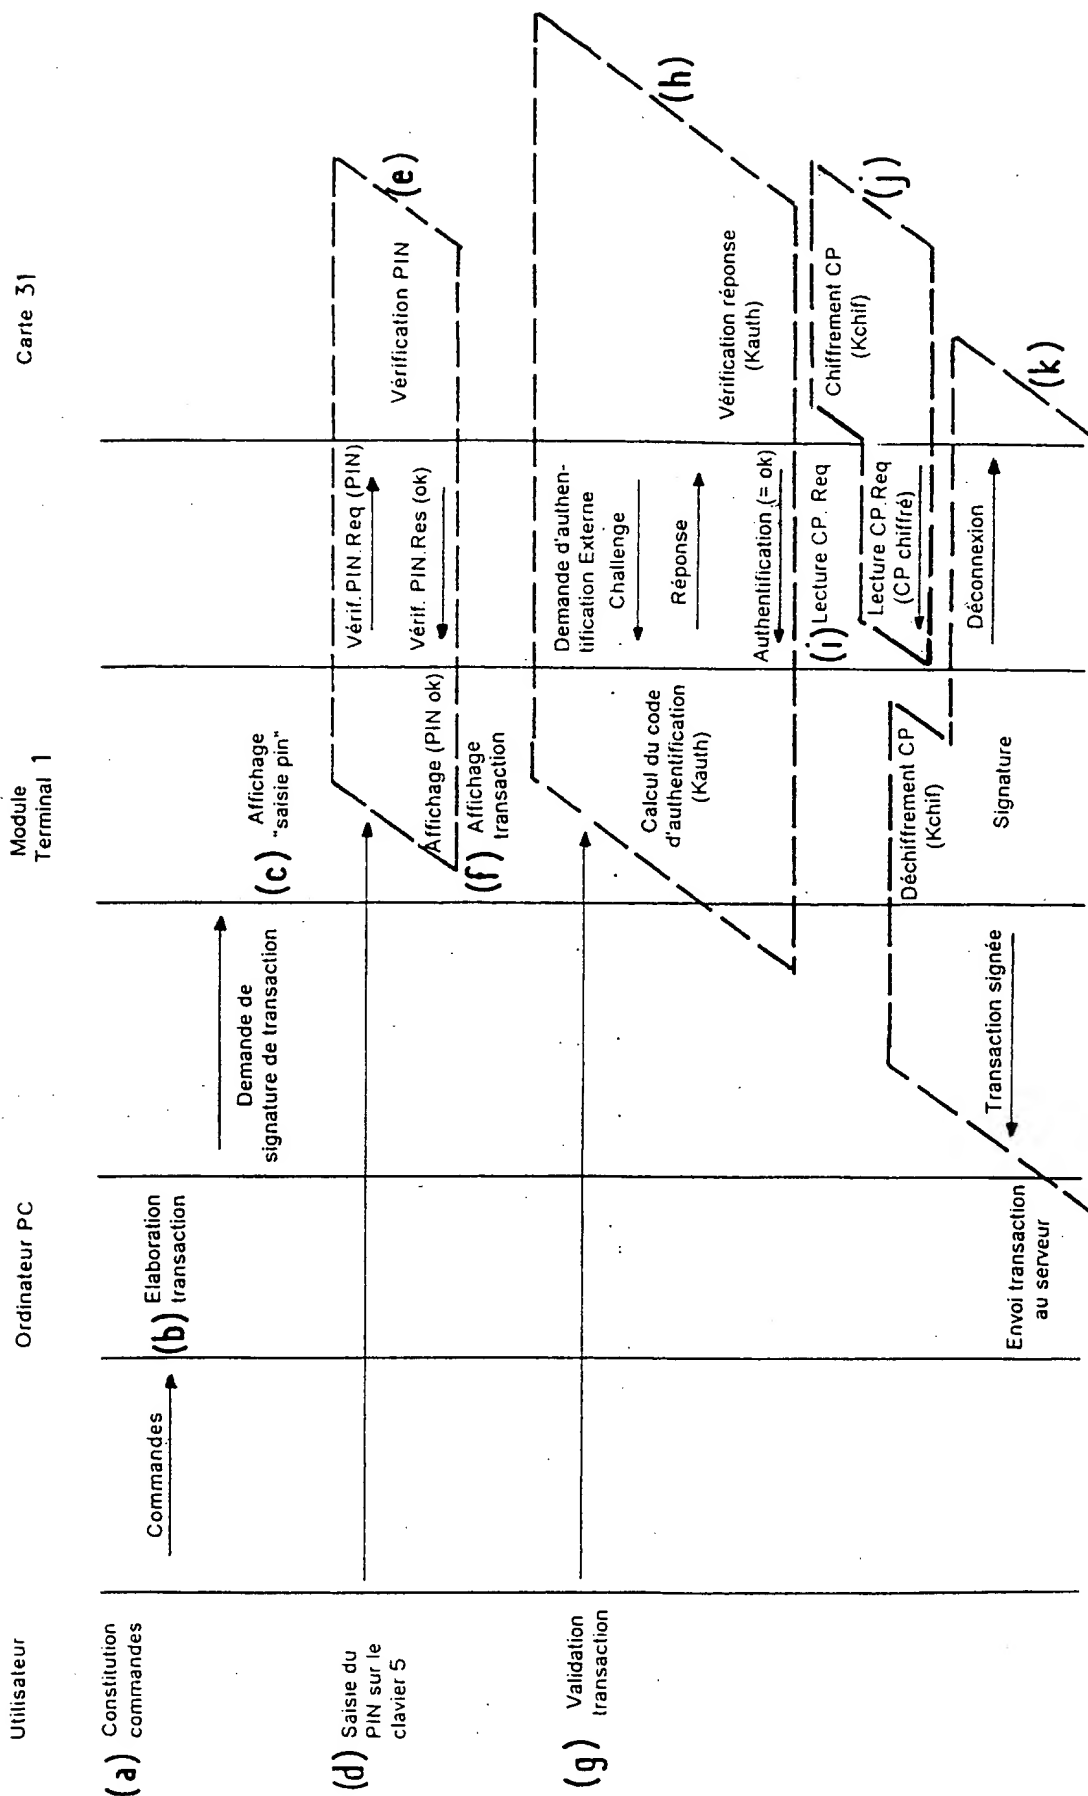 Utilisateur
Ordinateur PC
Module
Terminal 1
Carte 31
(a) Constitution
commandes
Commandes
(b) Elaboration
transaction
Demande de
signature de transaction
(c) Affichage
"saisie pin"
(d) Saisie du
PIN sur le
clavier 5
Vérif.PIN.Req (PIN)
Vérification PIN
(e)
Vérif. PIN.Res (ok)
Affichage (PIN ok)
(f) Affichage
transaction
(g) Validation
transaction
Demande d'authen-
tification Externe
Challenge
Calcul du code
d'authentification
(Kauth)
Réponse
Vérification réponse
(Kauth)
(h)
Authentification (= ok)
(i) Lecture CP. Req
Chiffrement CP
(Kchif)
(j)
Lecture CP.Req
(CP chiffré)
Déchiffrement CP
(Kchif)
Déconnexion
(k)
Signature
Transaction signée
Envoi transaction
au serveur